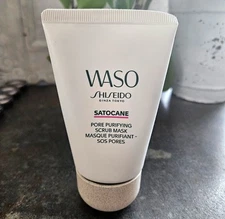 WASO
SHISEIDO
GINZA TOKYO
SATOCANE
PORE PURIFYING
SCRUB MASK
MASQUE PURIFIANT -
SOS PORES